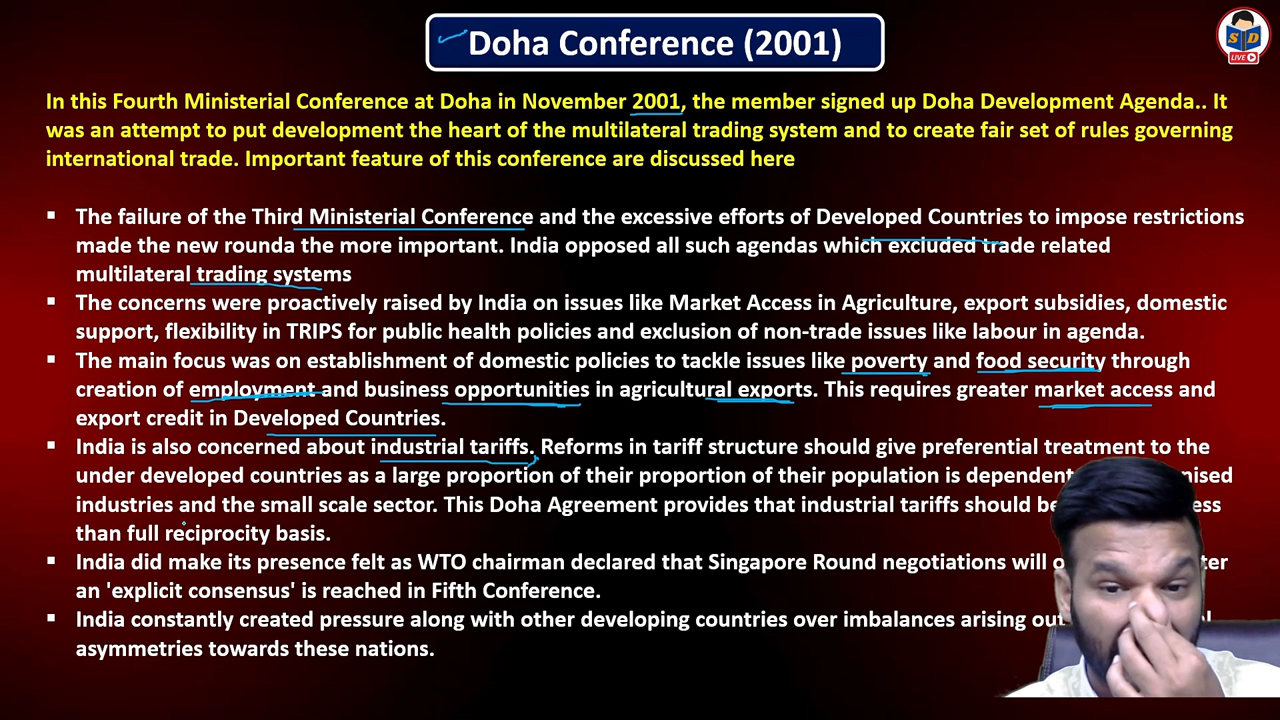 Doha Conference (2001)
S D
LIVE
In this Fourth Ministerial Conference at Doha in November 2001, the member signed up Doha Development Agenda.. It
was an attempt to put development the heart of the multilateral trading system and to create fair set of rules governing
international trade. Important feature of this conference are discussed here
▪ The failure of the Third Ministerial Conference and the excessive efforts of Developed Countries to impose restrictions
made the new rounda the more important. India opposed all such agendas which excluded trade related
multilateral trading systems
▪ The concerns were proactively raised by India on issues like Market Access in Agriculture, export subsidies, domestic
support, flexibility in TRIPS for public health policies and exclusion of non-trade issues like labour in agenda.
▪ The main focus was on establishment of domestic policies to tackle issues like poverty and food security through
creation of employment and business opportunities in agricultural exports. This requires greater market access and
export credit in Developed Countries.
▪ India is also concerned about industrial tariffs. Reforms in tariff structure should give preferential treatment to the
under developed countries as a large proportion of their proportion of their population is dependent
industries and the small scale sector. This Doha Agreement provides that industrial tariffs should be
than full reciprocity basis.
▪ India did make its presence felt as WTO chairman declared that Singapore Round negotiations will
an 'explicit consensus' is reached in Fifth Conference.
▪ India constantly created pressure along with other developing countries over imbalances arising
asymmetries towards these nations.